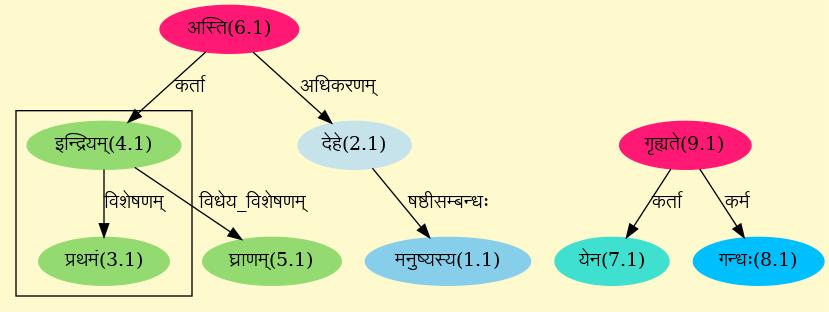 अस्ति(6.1)
कर्ता
अधिकरणम्
इन्द्रियम्(4.1)
देहे(2.1)
गृह्यते(9.1)
विशेषणम्
विधेय_विशेषणम्
षष्ठीसम्बन्धः
कर्ता
कर्म
प्रथमं(3.1)
घ्राणम्(5.1)
मनुष्यस्य(1.1)
येन(7.1)
गन्धः(8.1)